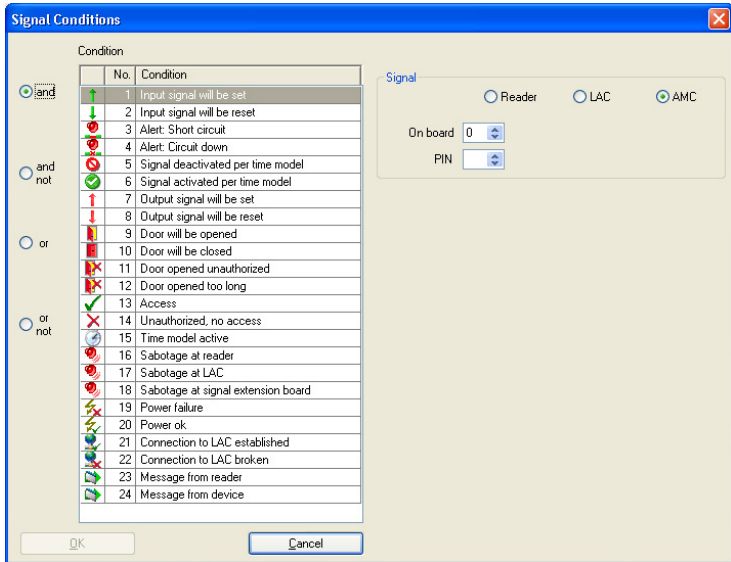 Signal Conditions
Condition
No. Condition
1 Input signal will be set
2 Input signal will be reset
3 Alert: Short circuit
4 Alert: Circuit down
5 Signal deactivated per time model
6 Signal activated per time model
7 Output signal will be set
8 Output signal will be reset
9 Door will be opened
10 Door will be closed
11 Door opened unauthorized
12 Door opened too long
13 Access
14 Unauthorized, no access
15 Time model active
16 Sabotage at reader
17 Sabotage at LAC
18 Sabotage at signal extension board
19 Power failure
20 Power ok
21 Connection to LAC established
22 Connection to LAC broken
23 Message from reader
24 Message from device
and
and
not
or
or
not
Signal
Reader LAC AMC
On board 0
PIN
OK Cancel